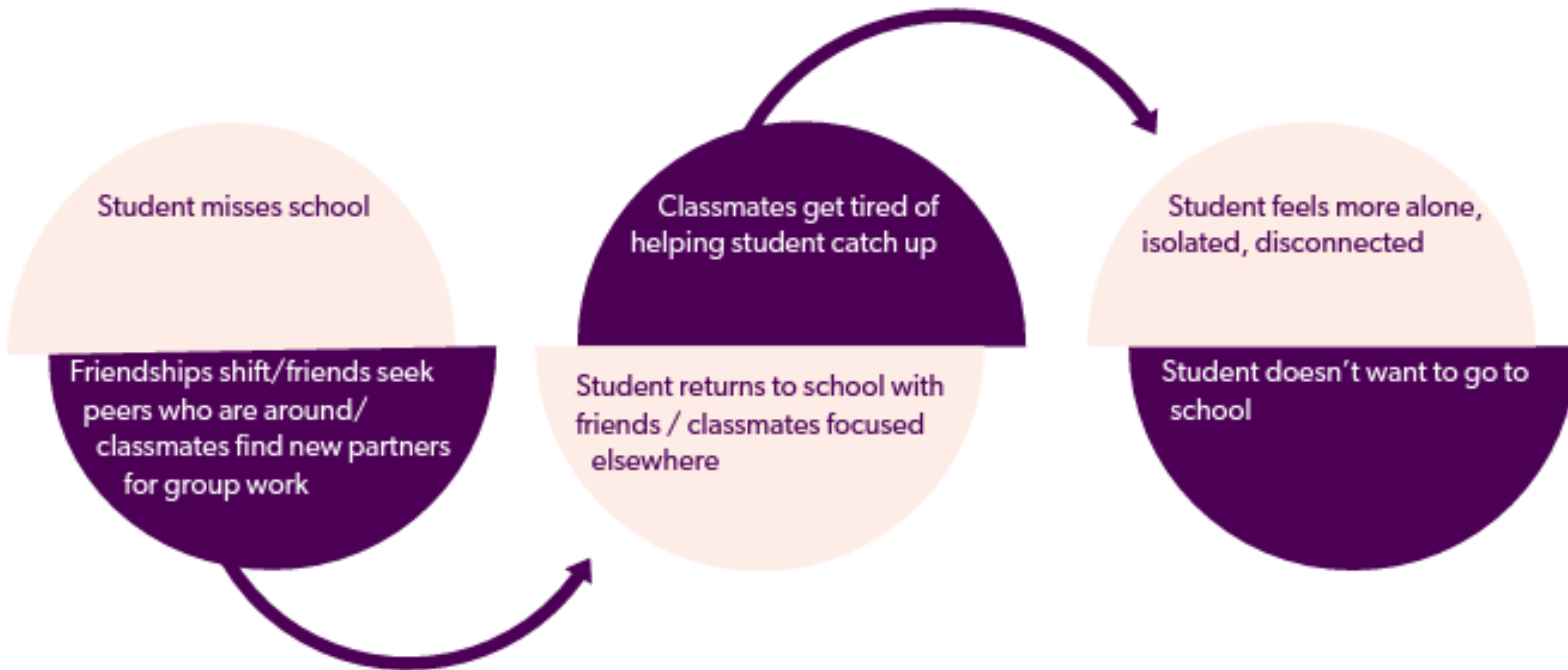 Student misses school
Friendships shift/friends seek
peers who are around/
classmates find new partners
for group work
Classmates get tired of
helping student catch up
Student returns to school with
friends / classmates focused
elsewhere
Student feels more alone,
isolated, disconnected
Student doesn’t want to go to
school